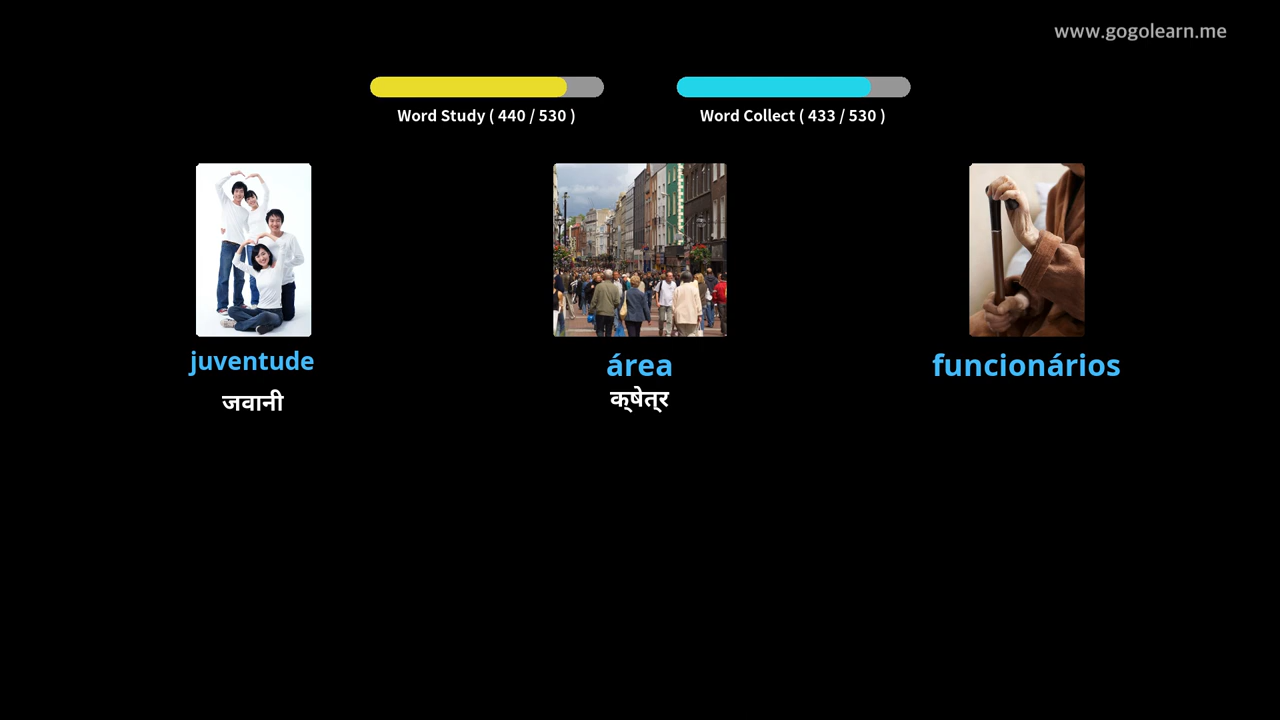 www.gogolearn.me
Word Study ( 440 / 530 )
Word Collect ( 433 / 530 )
juventude
área
funcionários
जवानी
क्षेत्र